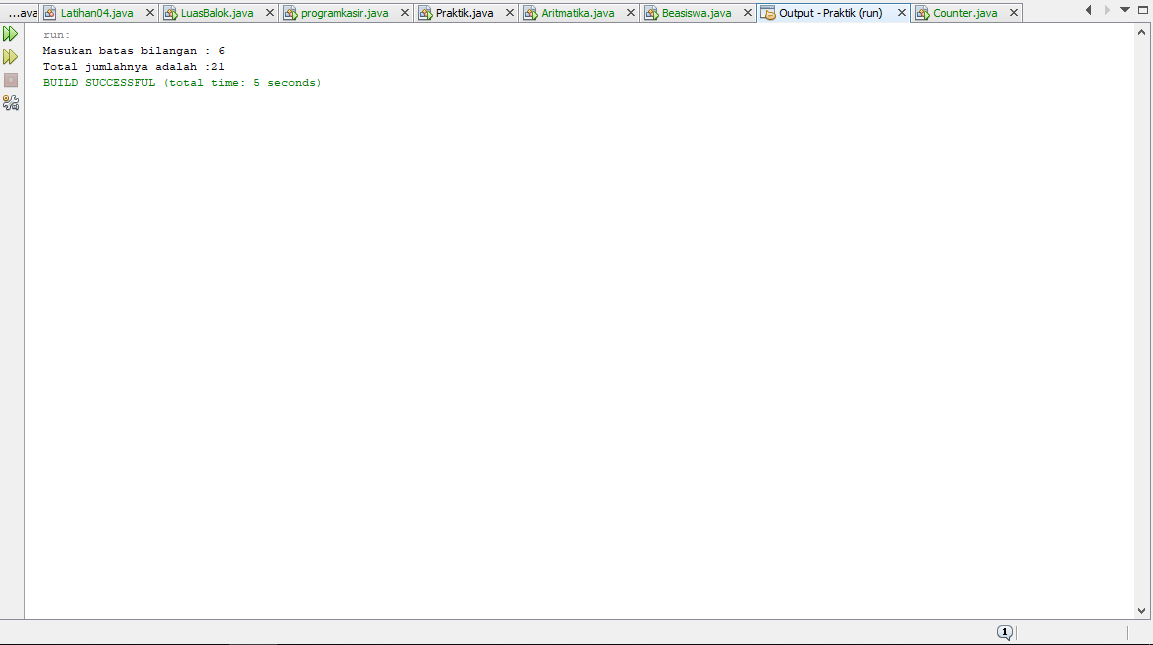 ...ava Latihan04.java LuasBalok.java programkasir.java Praktik.java Aritmatika.java Beasiswa.java Output - Praktik (run) Counter.java
run:
Masukan batas bilangan : 6
Total jumlahnya adalah :21
BUILD SUCCESSFUL (total time: 5 seconds)
1